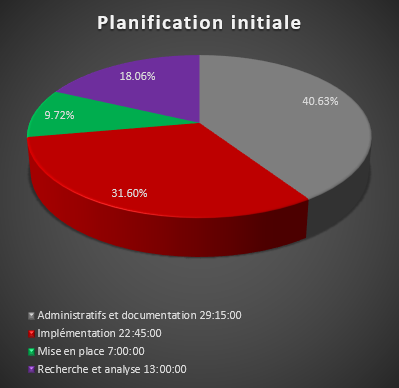 Planification initiale
18.06%
40.63%
9.72%
31.60%
Administratifs et documentation 29:15:00
Implémentation 22:45:00
Mise en place 7:00:00
Recherche et analyse 13:00:00